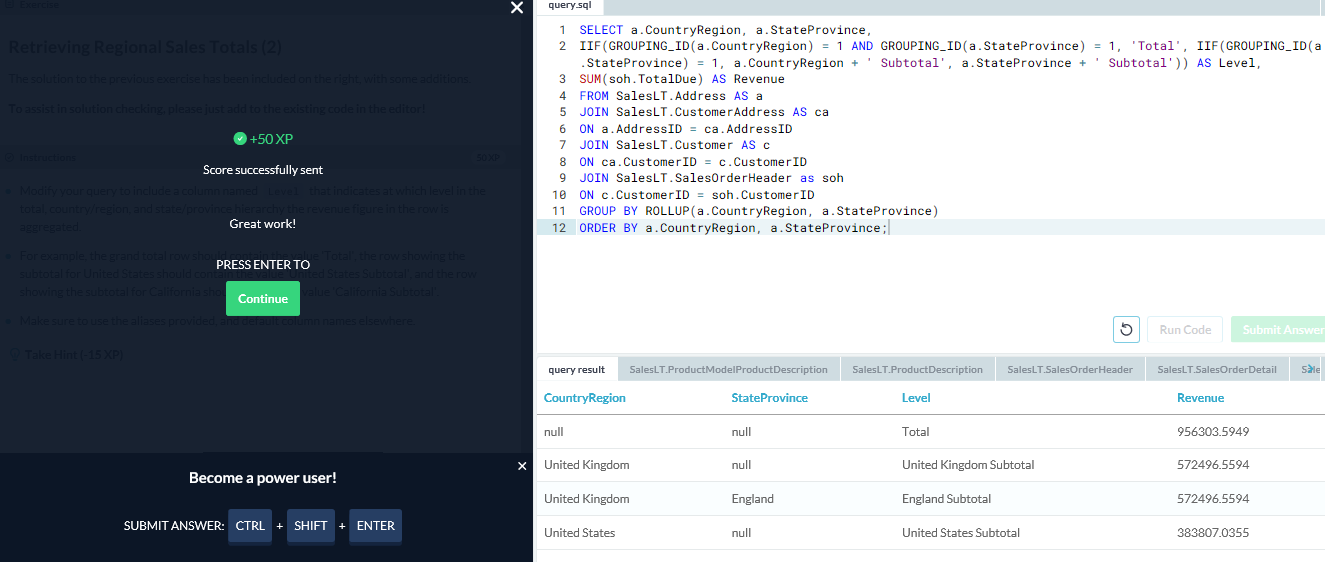 Exercise
Retrieving Regional Sales Totals (2)
The solution to the previous exercise has been included on the right, with some additions.
To assist in solution checking, please just add to the existing code in the editor!
+50 XP
Score successfully sent
Instructions
50 XP
Modify your query to include a column named Level that indicates at which level in the
total, country/region, and state/province hierarchy the revenue figure in the row is
aggregated.
Great work!
For example, the grand total row should contain the value 'Total', the row showing the
subtotal for United States should contain the value 'United States Subtotal', and the row
showing the subtotal for California should value 'California Subtotal'.
PRESS ENTER TO
Continue
Make sure to use the aliases provided, and default column names elsewhere.
Take Hint (-15 XP)
Become a power user!
SUBMIT ANSWER: CTRL + SHIFT + ENTER
query.sql
1 SELECT a.CountryRegion, a.StateProvince,
2 IIF(GROUPING_ID(a.CountryRegion) = 1 AND GROUPING_ID(a.StateProvince) = 1, 'Total', IIF(GROUPING_ID(a
.StateProvince) = 1, a.CountryRegion + ' Subtotal', a.StateProvince + ' Subtotal')) AS Level,
3 SUM(soh.TotalDue) AS Revenue
4 FROM SalesLT.Address AS a
5 JOIN SalesLT.CustomerAddress AS ca
6 ON a.AddressID = ca.AddressID
7 JOIN SalesLT.Customer AS c
8 ON ca.CustomerID = c.CustomerID
9 JOIN SalesLT.SalesOrderHeader as soh
10 ON c.CustomerID = soh.CustomerID
11 GROUP BY ROLLUP(a.CountryRegion, a.StateProvince)
12 ORDER BY a.CountryRegion, a.StateProvince;
Run Code
Submit Answer
query result SalesLT.ProductModelProductDescription SalesLT.ProductDescription SalesLT.SalesOrderHeader SalesLT.SalesOrderDetail
CountryRegion StateProvince Level Revenue
null null Total 956303.5949
United Kingdom null United Kingdom Subtotal 572496.5594
United Kingdom England England Subtotal 572496.5594
United States null United States Subtotal 383807.0355